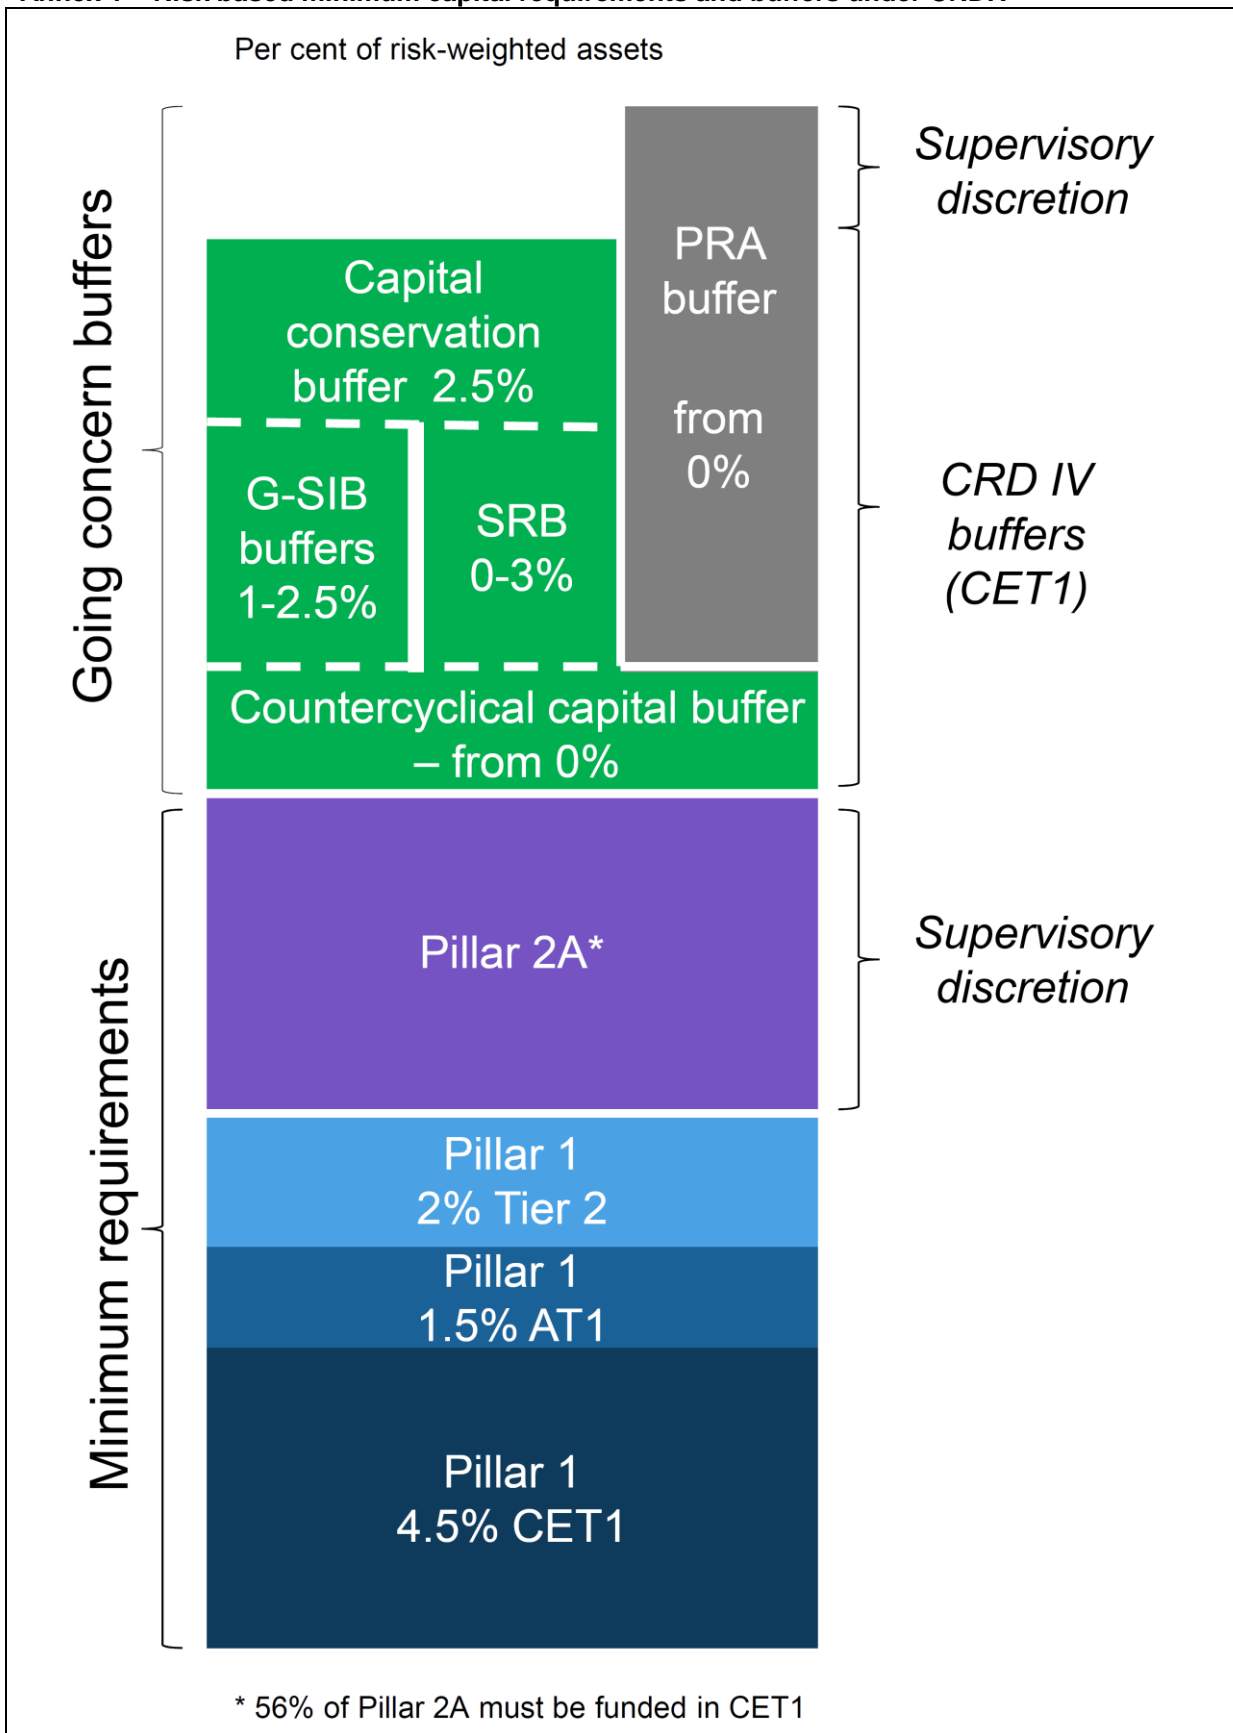 Per cent of risk-weighted assets
Going concern buffers
Capital
conservation
buffer 2.5%
G-SIB
buffers
1-2.5%
SRB
0-3%
PRA
buffer
from
0%
Countercyclical capital buffer
– from 0%
Supervisory
discretion
CRD IV
buffers
(CET1)
Minimum requirements
Pillar 2A*
Supervisory
discretion
Pillar 1
2% Tier 2
Pillar 1
1.5% AT1
Pillar 1
4.5% CET1
* 56% of Pillar 2A must be funded in CET1